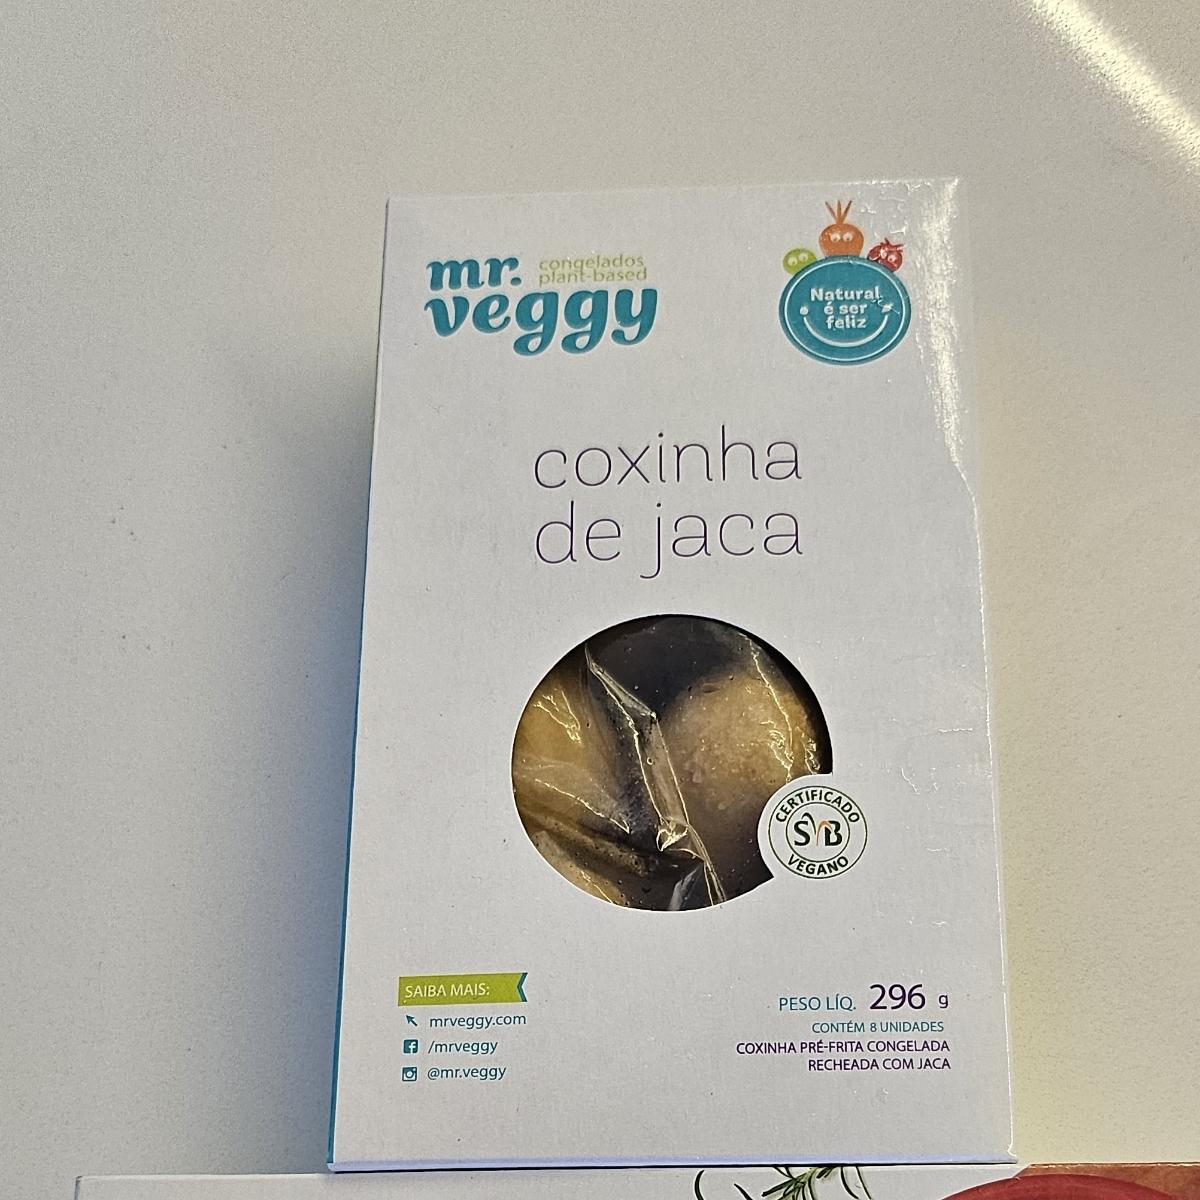 mr. congelados
plant-based
veggy
Natural
é ser
feliz
coxinha
de jaca
CERTIFICADO
SVB
VEGANO
SAIBA MAIS:
mrveggy.com
/mrveggy
@mr.veggy
PESO LÍQ. 296 g
CONTÉM 8 UNIDADES
COXINHA PRÉ-FRITA CONGELADA
RECHEADA COM JACA